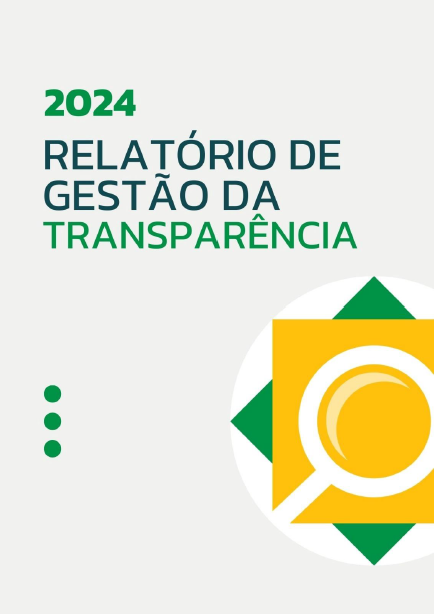 2024
RELATÓRIO DE
GESTÃO DA
TRANSPARÊNCIA